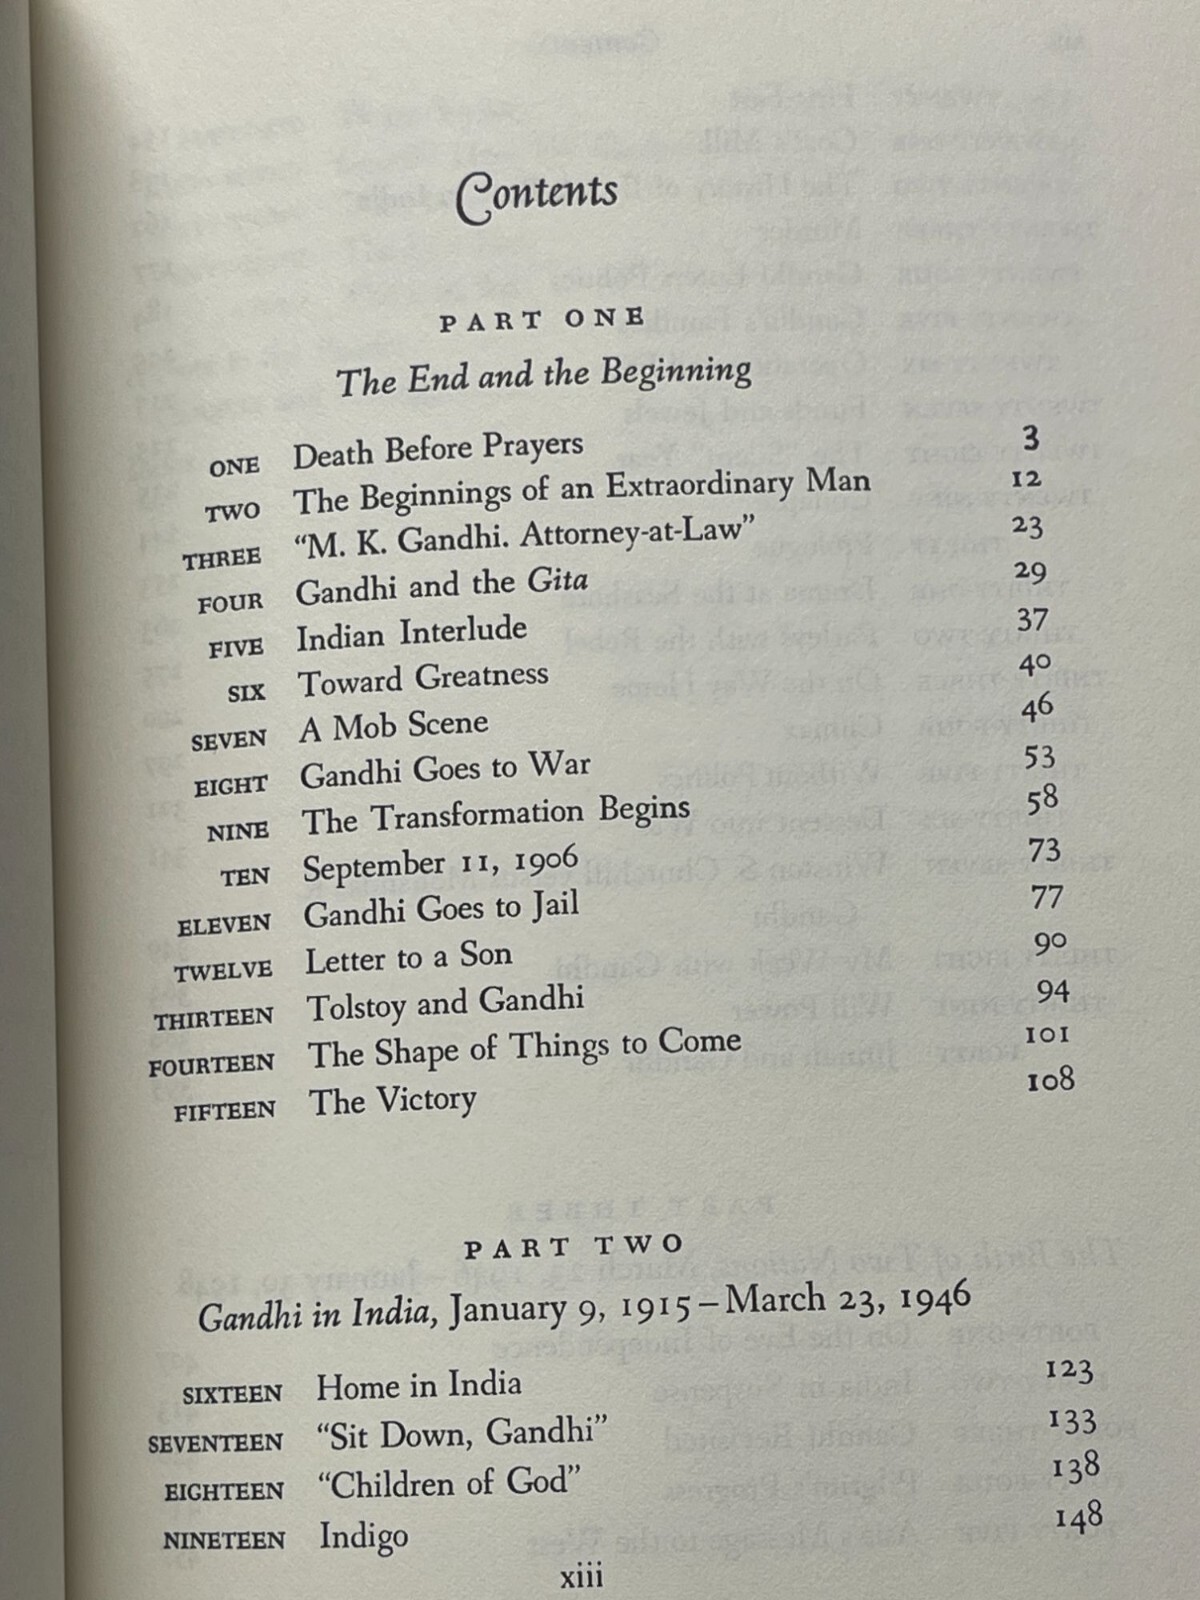 Contents
PART ONE
The End and the Beginning
ONE Death Before Prayers 3
TWO The Beginnings of an Extraordinary Man 12
THREE “M. K. Gandhi. Attorney-at-Law” 23
FOUR Gandhi and the Gita 29
FIVE Indian Interlude 37
SIX Toward Greatness 40
SEVEN A Mob Scene 46
EIGHT Gandhi Goes to War 53
NINE The Transformation Begins 58
TEN September 11, 1906 73
ELEVEN Gandhi Goes to Jail 77
TWELVE Letter to a Son 90
THIRTEEN Tolstoy and Gandhi 94
FOURTEEN The Shape of Things to Come 101
FIFTEEN The Victory 108
PART TWO
Gandhi in India, January 9, 1915–March 23, 1946
SIXTEEN Home in India 123
SEVENTEEN “Sit Down, Gandhi” 133
EIGHTEEN “Children of God” 138
NINETEEN Indigo 148
xiii